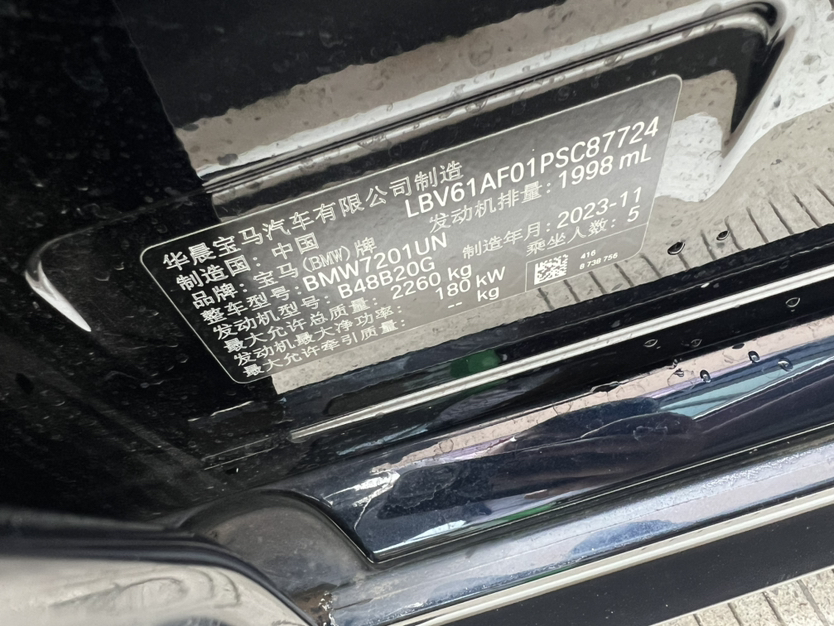 华晨宝马汽车有限公司制造
制造国：中国 LBV61AF01PSC87724
品牌：宝马(BMW)牌 发动机排量：1998 mL
整车型号：BMW7201UN 制造年月：2023-11
发动机型号：B48B20G 乘坐人数：5
最大允许总质量：2260 kg
发动机最大净功率：180 kW
最大允许牵引质量：-- kg
416
6 738 756